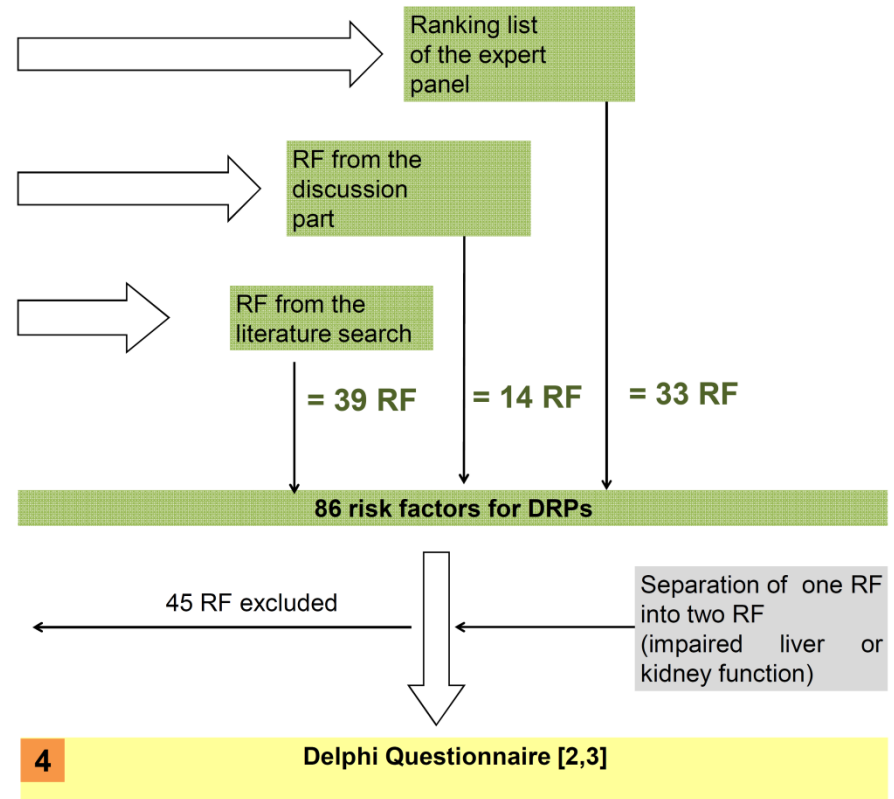 Ranking list
of the expert
panel
RF from the
discussion
part
RF from the
literature search
= 39 RF
= 14 RF
= 33 RF
86 risk factors for DRPs
45 RF excluded
Separation of one RF
into two RF
(impaired liver or
kidney function)
4
Delphi Questionnaire [2,3]